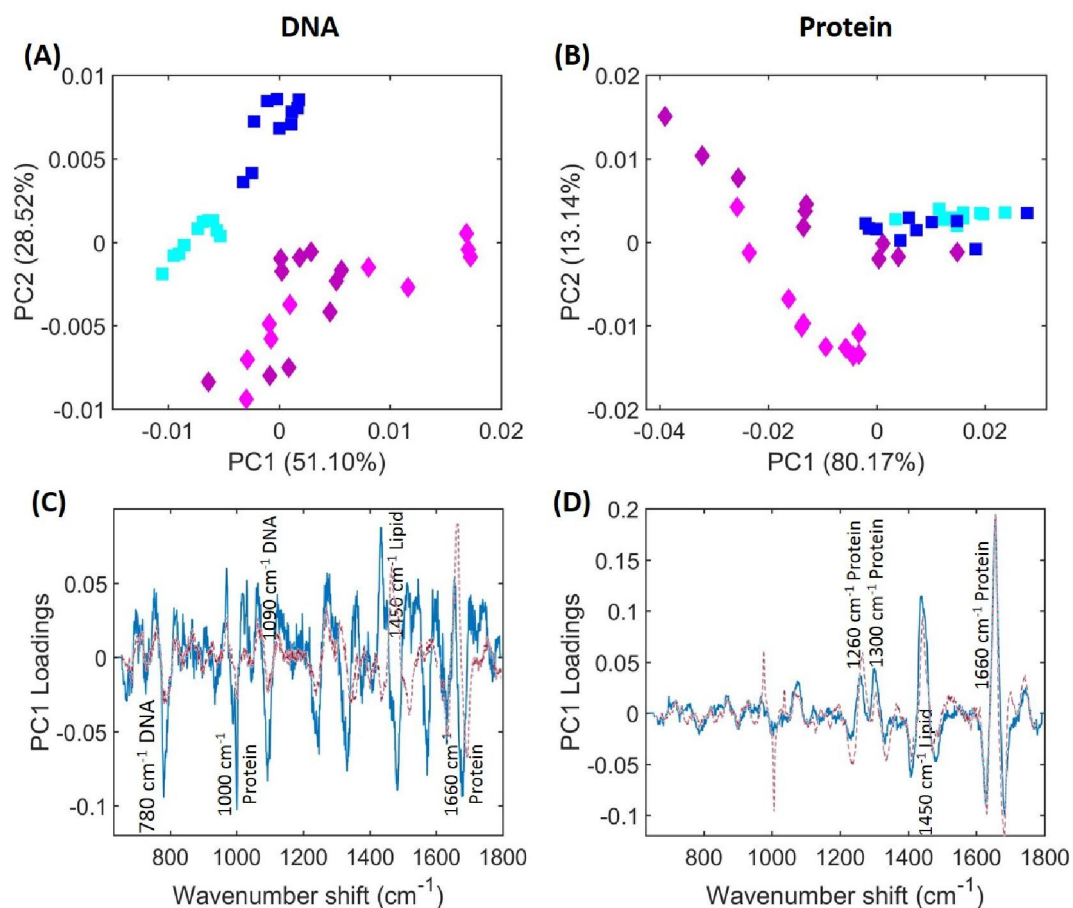 DNA
Protein
(A)
(B)
0.01
0.005
0
-0.005
-0.01
PC2 (28.52%)
-0.01
0
0.01
0.02
PC1 (51.10%)
0.02
0.01
0
-0.01
-0.02
PC2 (13.14%)
-0.04
-0.02
0
0.02
PC1 (80.17%)
(C)
(D)
0.05
0
-0.05
-0.1
PC1 Loadings
780 cm⁻¹ DNA
1000 cm⁻¹
Protein
1090 cm⁻¹ DNA
1450 cm⁻¹ Lipid
1660 cm⁻¹
Protein
800
1000
1200
1400
1600
1800
Wavenumber shift (cm⁻¹)
0.2
0.15
0.1
0.05
0
-0.05
-0.1
PC1 Loadings
1260 cm⁻¹ Protein
1300 cm⁻¹ Protein
1450 cm⁻¹ Lipid
1660 cm⁻¹ Protein
800
1000
1200
1400
1600
1800
Wavenumber shift (cm⁻¹)